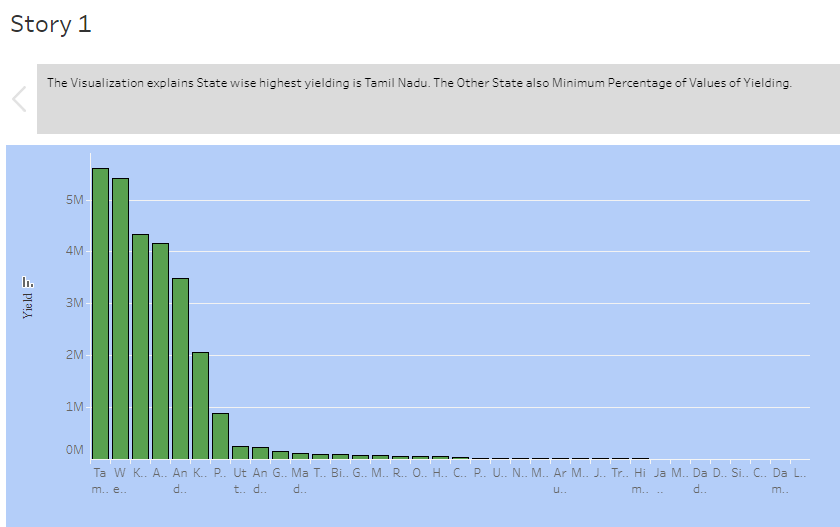 Story 1
The Visualization explains State wise highest yielding is Tamil Nadu. The Other State also Minimum Percentage of Values of Yielding.
5M
4M
3M
2M
1M
0M
Yield
Ta We.. K.. A.. An K.. P.. Ut An G.. Ma T.. Bi.. G.. M.. R.. O.. H.. C.. P.. U.. N.. M.. Ar M.. J.. Tr.. Hi Ja M.. Da D.. Si.. C.. Da L..
m.. d.. t.. d.. d.. u.. m.. .. d.. m..